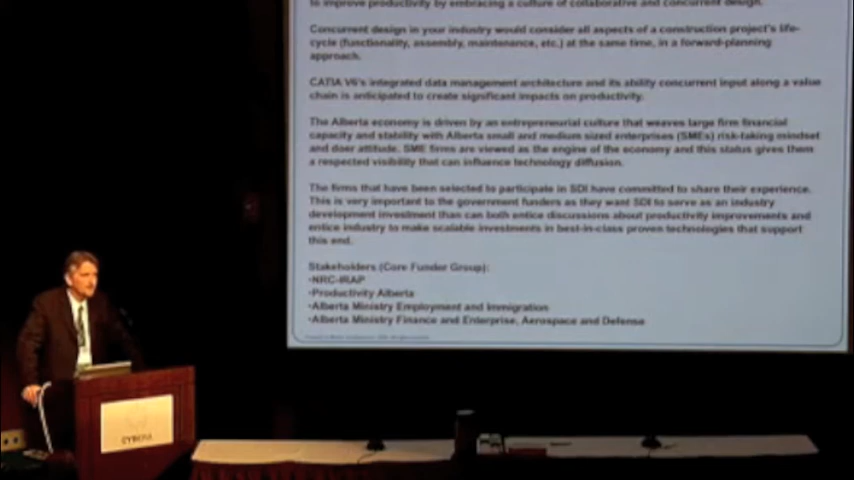 to improve productivity by embracing a culture of collaborative and concurrent design.
Concurrent design in your industry would consider all aspects of a construction project's life-
cycle (functionality, assembly, maintenance, etc.) at the same time, in a forward-planning
approach.
CATIA V6's integrated data management architecture and its ability concurrent input along a value
chain is anticipated to create significant impacts on productivity.
The Alberta economy is driven by an entrepreneurial culture that weaves large firm financial
capacity and stability with Alberta small and medium sized enterprises (SMEs) risk-taking mindset
and doer attitude. SME firms are viewed as the engine of the economy and this status gives them
a respected visibility that can influence technology diffusion.
The firms that have been selected to participate in SDI have committed to share their experience.
This is very important to the government funders as they want SDI to serve as an industry
development investment than can both entice discussions about productivity improvements and
entice industry to make scalable investments in best-in-class proven technologies that support
this end.
Stakeholders (Core Funder Group):
•NRC-IRAP
•Productivity Alberta
•Alberta Ministry Employment and Immigration
•Alberta Ministry Finance and Enterprise, Aerospace and Defense